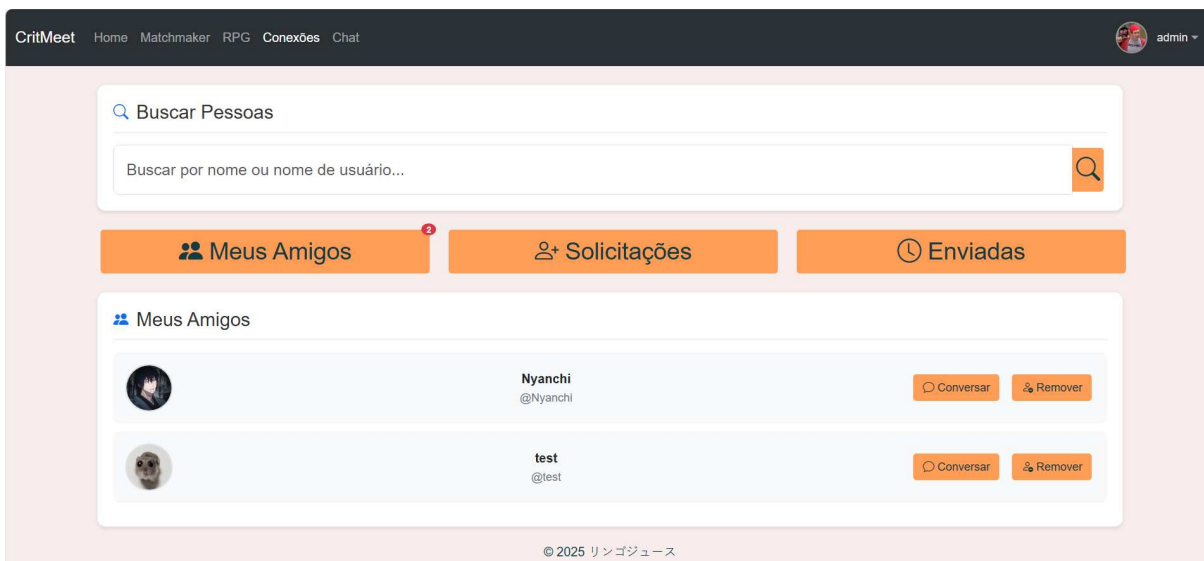 CritMeet Home Matchmaker RPG Conexões Chat admin
Buscar Pessoas
Buscar por nome ou nome de usuário...
2
Meus Amigos Solicitações Enviadas
Meus Amigos
Nyanchi
@Nyanchi
Conversar Remover
test
@test
Conversar Remover
© 2025 リンゴジュース